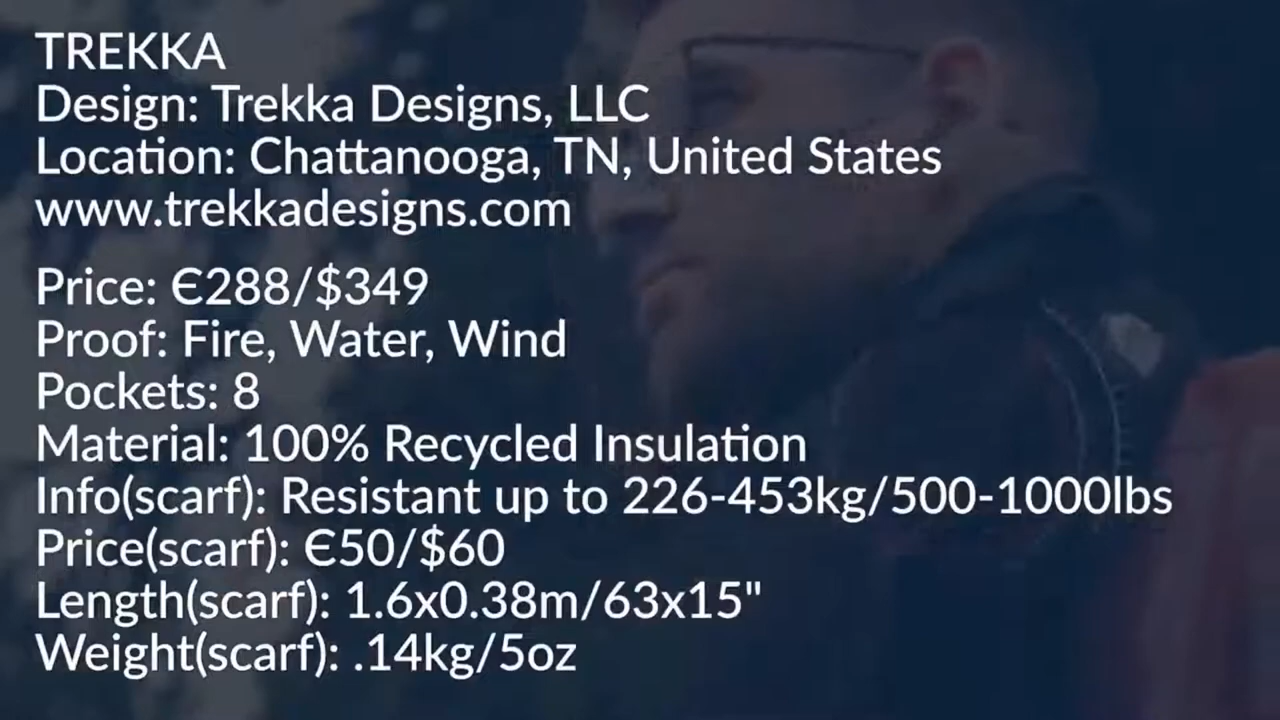 TREKKA
Design: Trekka Designs, LLC
Location: Chattanooga, TN, United States
www.trekkadesigns.com
Price: €288/$349
Proof: Fire, Water, Wind
Pockets: 8
Material: 100% Recycled Insulation
Info(scarf): Resistant up to 226-453kg/500-1000lbs
Price(scarf): €50/$60
Length(scarf): 1.6x0.38m/63x15"
Weight(scarf): .14kg/5oz